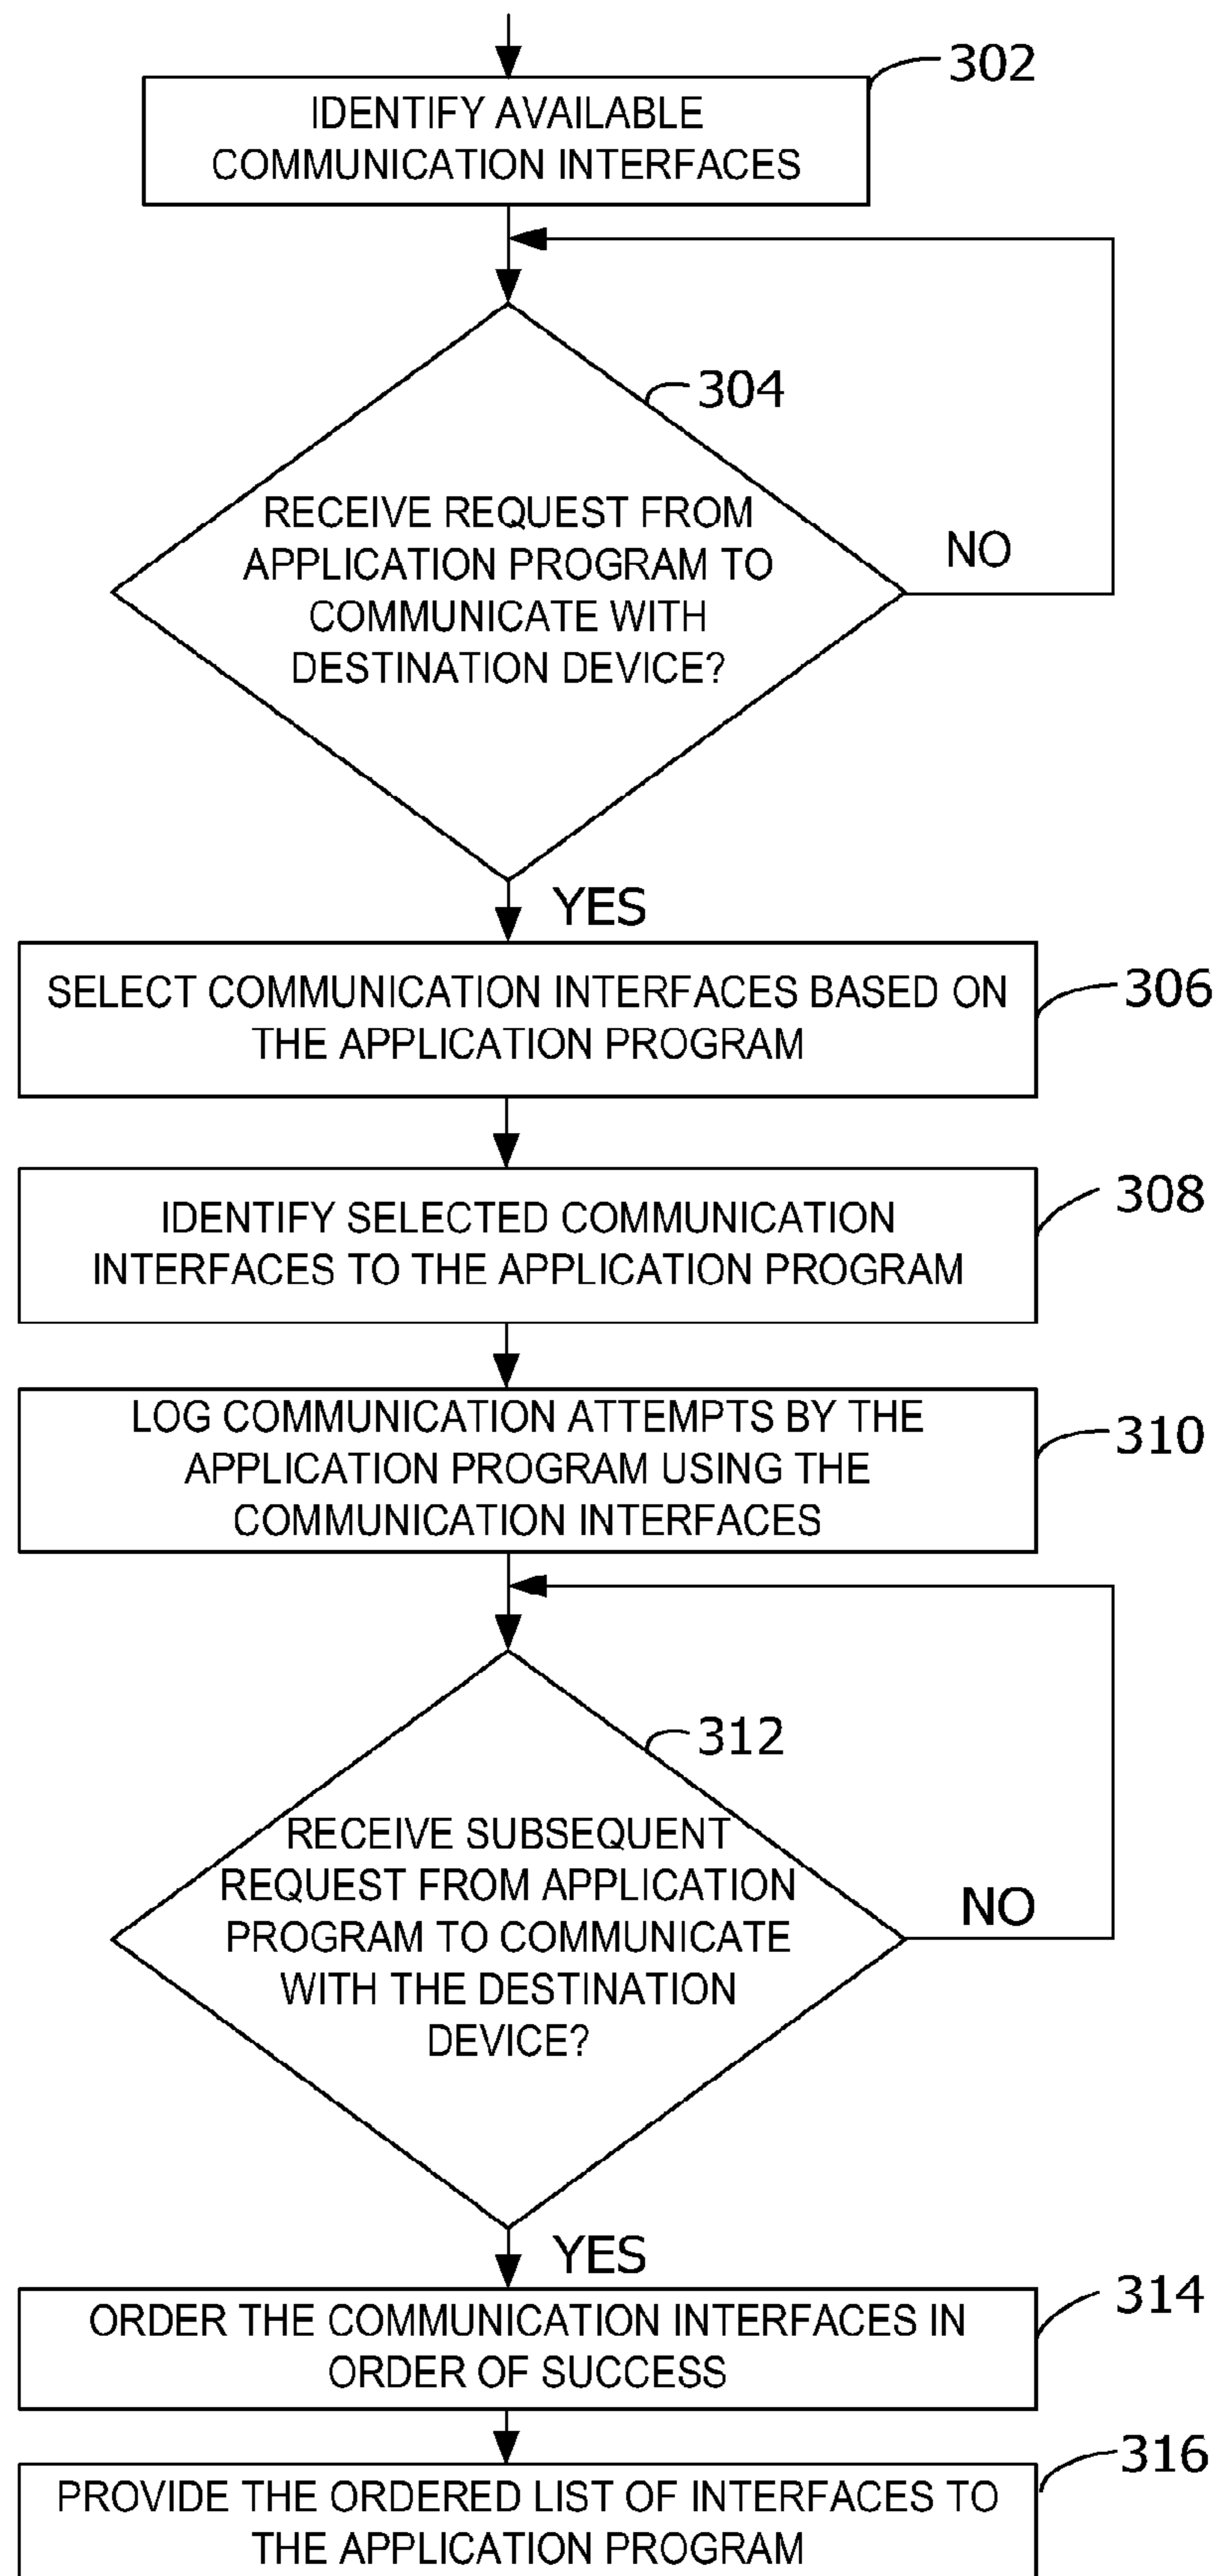 302
IDENTIFY AVAILABLE
COMMUNICATION INTERFACES
304
RECEIVE REQUEST FROM
APPLICATION PROGRAM TO
COMMUNICATE WITH
DESTINATION DEVICE?
NO
YES
SELECT COMMUNICATION INTERFACES BASED ON
THE APPLICATION PROGRAM
306
IDENTIFY SELECTED COMMUNICATION
INTERFACES TO THE APPLICATION PROGRAM
308
LOG COMMUNICATION ATTEMPTS BY THE
APPLICATION PROGRAM USING THE
COMMUNICATION INTERFACES
310
312
RECEIVE SUBSEQUENT
REQUEST FROM APPLICATION
PROGRAM TO COMMUNICATE
WITH THE DESTINATION
DEVICE?
NO
YES
ORDER THE COMMUNICATION INTERFACES IN
ORDER OF SUCCESS
314
PROVIDE THE ORDERED LIST OF INTERFACES TO
THE APPLICATION PROGRAM
316